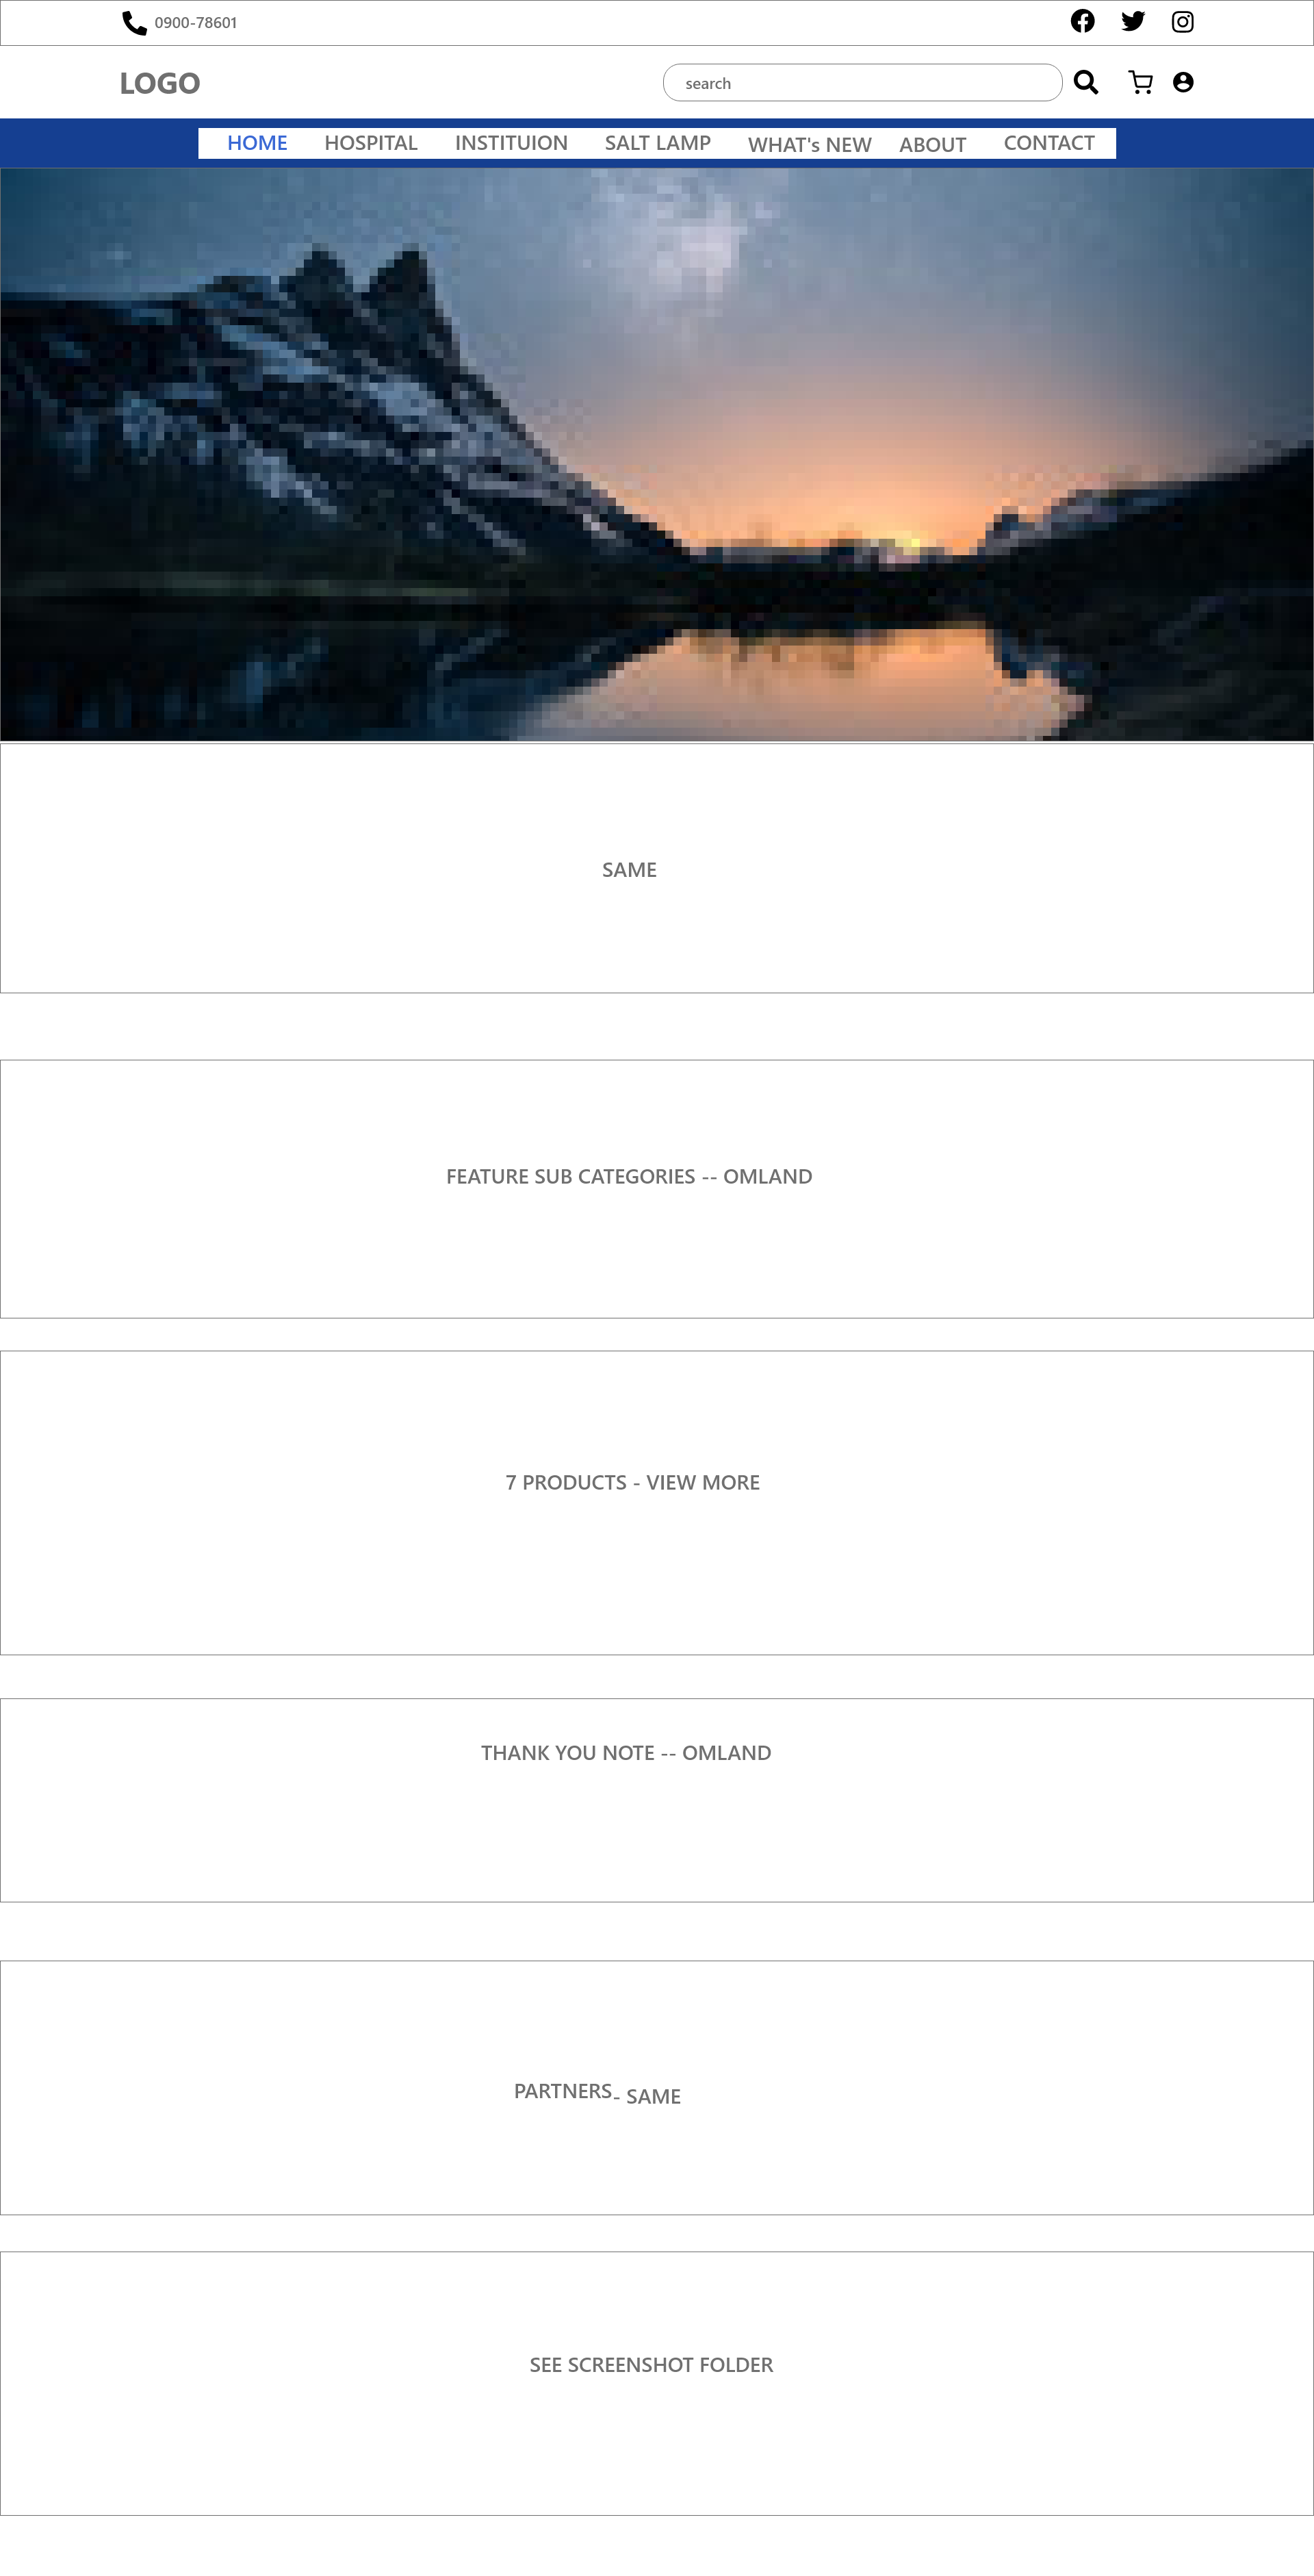 0900-78601
LOGO
search
HOME HOSPITAL INSTITUION SALT LAMP WHAT's NEW ABOUT CONTACT
SAME
FEATURE SUB CATEGORIES -- OMLAND
7 PRODUCTS - VIEW MORE
THANK YOU NOTE -- OMLAND
PARTNERS - SAME
SEE SCREENSHOT FOLDER